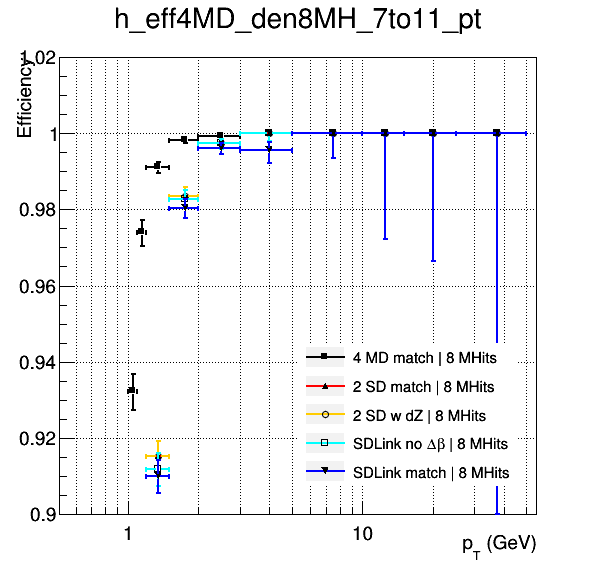 h_eff4MD_den8MH_7to11_pt
Efficiency
1.02
1
0.98
0.96
0.94
0.92
0.9
4 MD match | 8 MHits
2 SD match | 8 MHits
2 SD w dZ | 8 MHits
SDLink no Δβ | 8 MHits
SDLink match | 8 MHits
1
10
p_T (GeV)